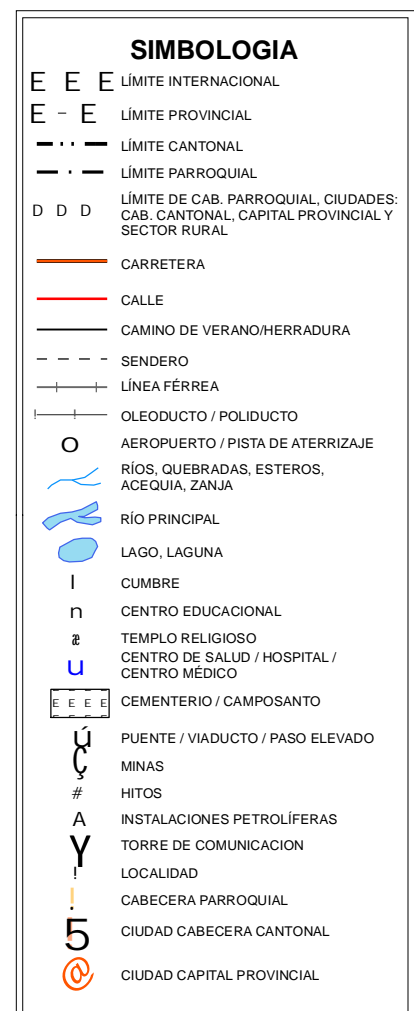 SIMBOLOGIA
E E E LÍMITE INTERNACIONAL
E - E LÍMITE PROVINCIAL
LÍMITE CANTONAL
LÍMITE PARROQUIAL
LÍMITE DE CAB. PARROQUIAL, CIUDADES:
D D D CAB. CANTONAL, CAPITAL PROVINCIAL Y
SECTOR RURAL
CARRETERA
CALLE
CAMINO DE VERANO/HERRADURA
SENDERO
LÍNEA FÉRREA
! ! OLEODUCTO / POLIDUCTO
o AEROPUERTO / PISTA DE ATERRIZAJE
RÍOS, QUEBRADAS, ESTEROS,
ACEQUIA, ZANJA
RÍO PRINCIPAL
LAGO, LAGUNA
l CUMBRE
n CENTRO EDUCACIONAL
æ TEMPLO RELIGIOSO
u CENTRO DE SALUD / HOSPITAL /
CENTRO MÉDICO
E E E E CEMENTERIO / CAMPOSANTO
E E E E
ú PUENTE / VIADUCTO / PASO ELEVADO
Ç MINAS
# HITOS
A INSTALACIONES PETROLÍFERAS
Y TORRE DE COMUNICACION
! LOCALIDAD
! CABECERA PARROQUIAL
5 CIUDAD CABECERA CANTONAL
@ CIUDAD CAPITAL PROVINCIAL